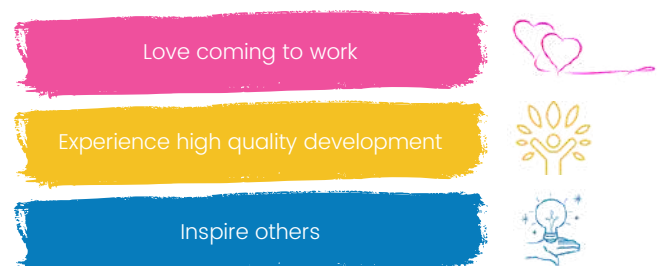 Love coming to work
Experience high quality development
Inspire others